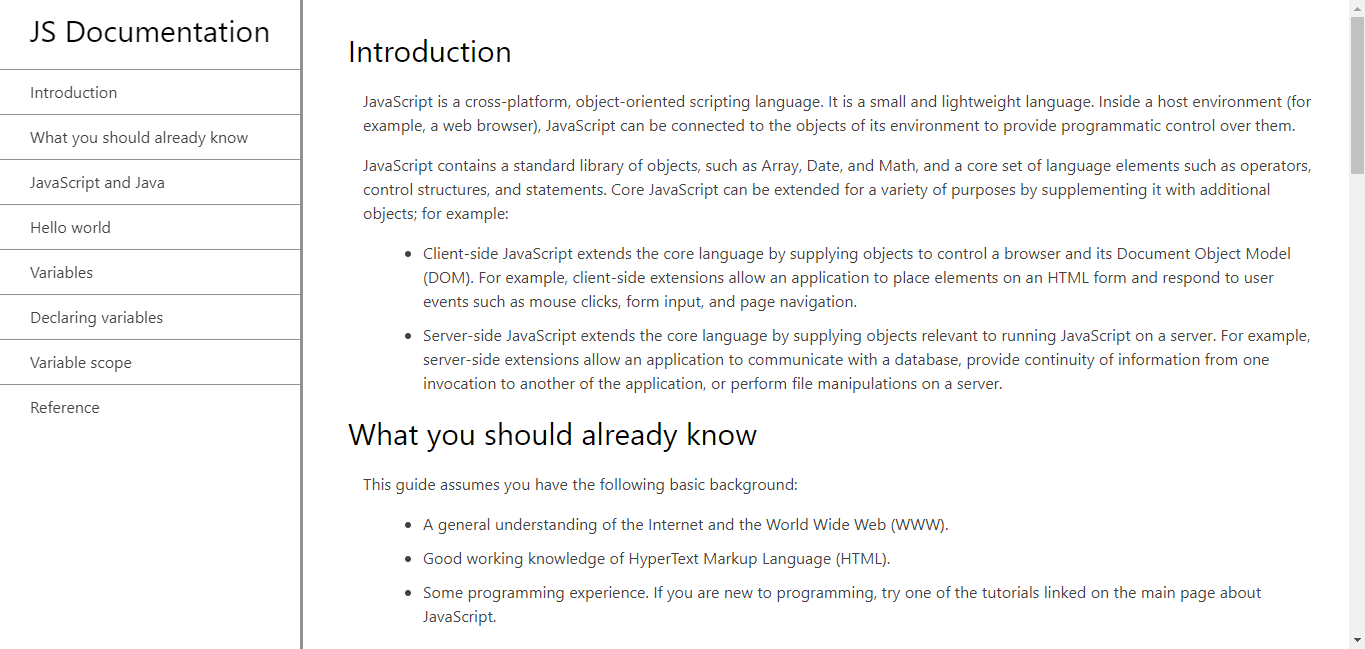 JS Documentation
Introduction
What you should already know
JavaScript and Java
Hello world
Variables
Declaring variables
Variable scope
Reference
Introduction
JavaScript is a cross-platform, object-oriented scripting language. It is a small and lightweight language. Inside a host environment (for
example, a web browser), JavaScript can be connected to the objects of its environment to provide programmatic control over them.
JavaScript contains a standard library of objects, such as Array, Date, and Math, and a core set of language elements such as operators,
control structures, and statements. Core JavaScript can be extended for a variety of purposes by supplementing it with additional
objects; for example:
• Client-side JavaScript extends the core language by supplying objects to control a browser and its Document Object Model
(DOM). For example, client-side extensions allow an application to place elements on an HTML form and respond to user
events such as mouse clicks, form input, and page navigation.
• Server-side JavaScript extends the core language by supplying objects relevant to running JavaScript on a server. For example,
server-side extensions allow an application to communicate with a database, provide continuity of information from one
invocation to another of the application, or perform file manipulations on a server.
What you should already know
This guide assumes you have the following basic background:
• A general understanding of the Internet and the World Wide Web (WWW).
• Good working knowledge of HyperText Markup Language (HTML).
• Some programming experience. If you are new to programming, try one of the tutorials linked on the main page about
JavaScript.